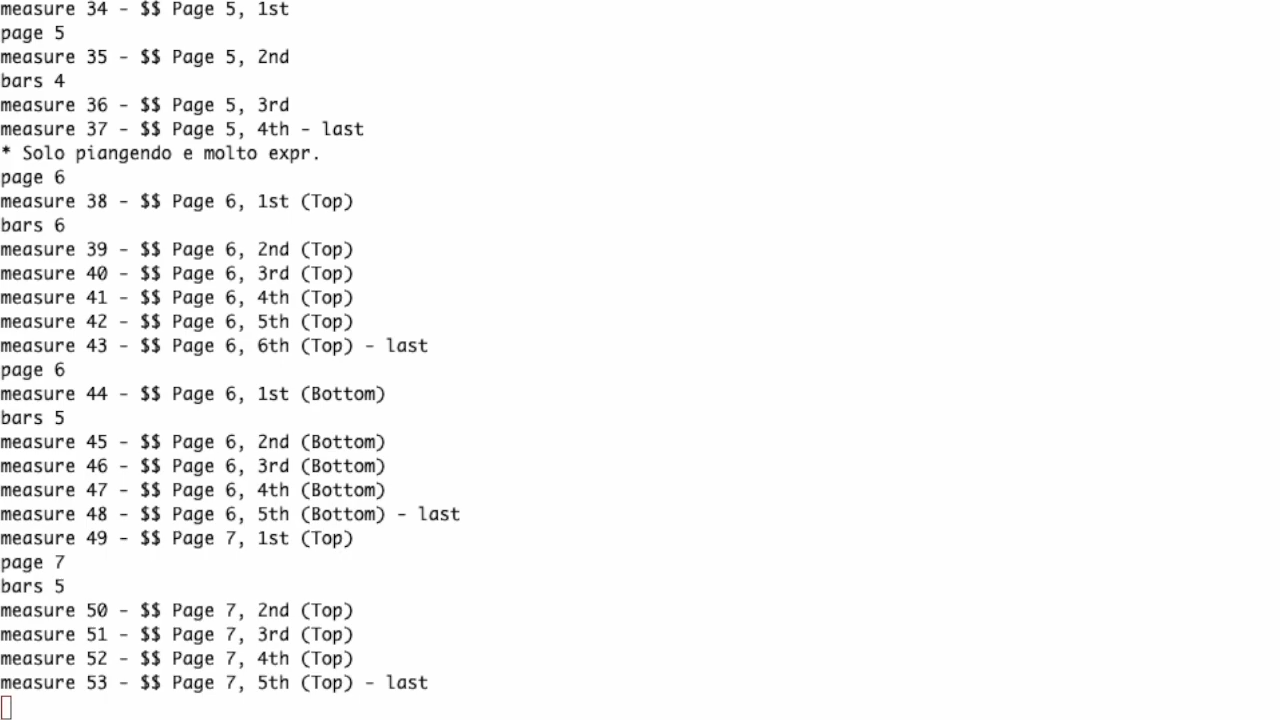 measure 34 - $$ Page 5, 1st
page 5
measure 35 - $$ Page 5, 2nd
bars 4
measure 36 - $$ Page 5, 3rd
measure 37 - $$ Page 5, 4th - last
* Solo piangendo e molto expr.
page 6
measure 38 - $$ Page 6, 1st (Top)
bars 6
measure 39 - $$ Page 6, 2nd (Top)
measure 40 - $$ Page 6, 3rd (Top)
measure 41 - $$ Page 6, 4th (Top)
measure 42 - $$ Page 6, 5th (Top)
measure 43 - $$ Page 6, 6th (Top) - last
page 6
measure 44 - $$ Page 6, 1st (Bottom)
bars 5
measure 45 - $$ Page 6, 2nd (Bottom)
measure 46 - $$ Page 6, 3rd (Bottom)
measure 47 - $$ Page 6, 4th (Bottom)
measure 48 - $$ Page 6, 5th (Bottom) - last
measure 49 - $$ Page 7, 1st (Top)
page 7
bars 5
measure 50 - $$ Page 7, 2nd (Top)
measure 51 - $$ Page 7, 3rd (Top)
measure 52 - $$ Page 7, 4th (Top)
measure 53 - $$ Page 7, 5th (Top) - last